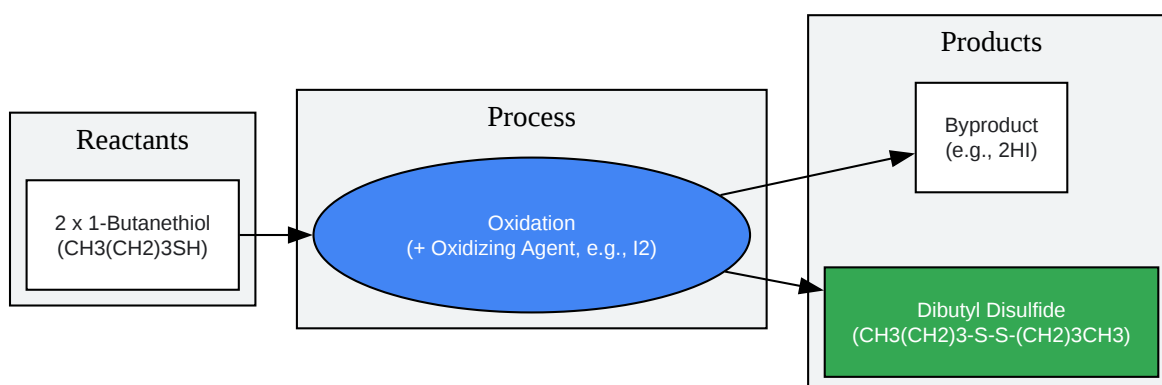 Reactants
2 x 1-Butanethiol
(CH3(CH2)3SH)
Process
Oxidation
(+ Oxidizing Agent, e.g., I2)
Products
Byproduct
(e.g., 2HI)
Dibutyl Disulfide
(CH3(CH2)3-S-S-(CH2)3CH3)